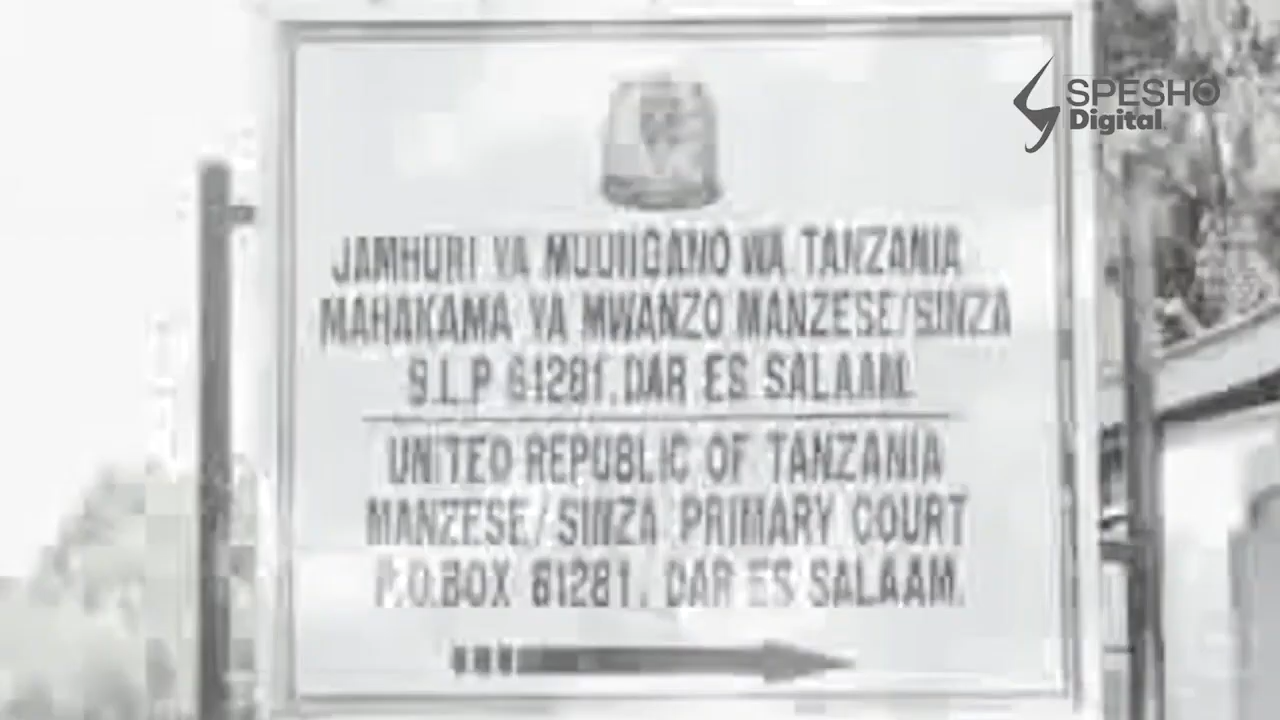 SPESHO
Digital
JAMHURI YA MUUNGANO WA TANZANIA
MAHAKAMA YA MWANZO MANZESE/SINZA
S.L.P 61281. DAR ES SALAAM.
UNITED REPUBLIC OF TANZANIA
MANZESE/SINZA PRIMARY COURT
P.O.BOX 61281. DAR ES SALAAM.